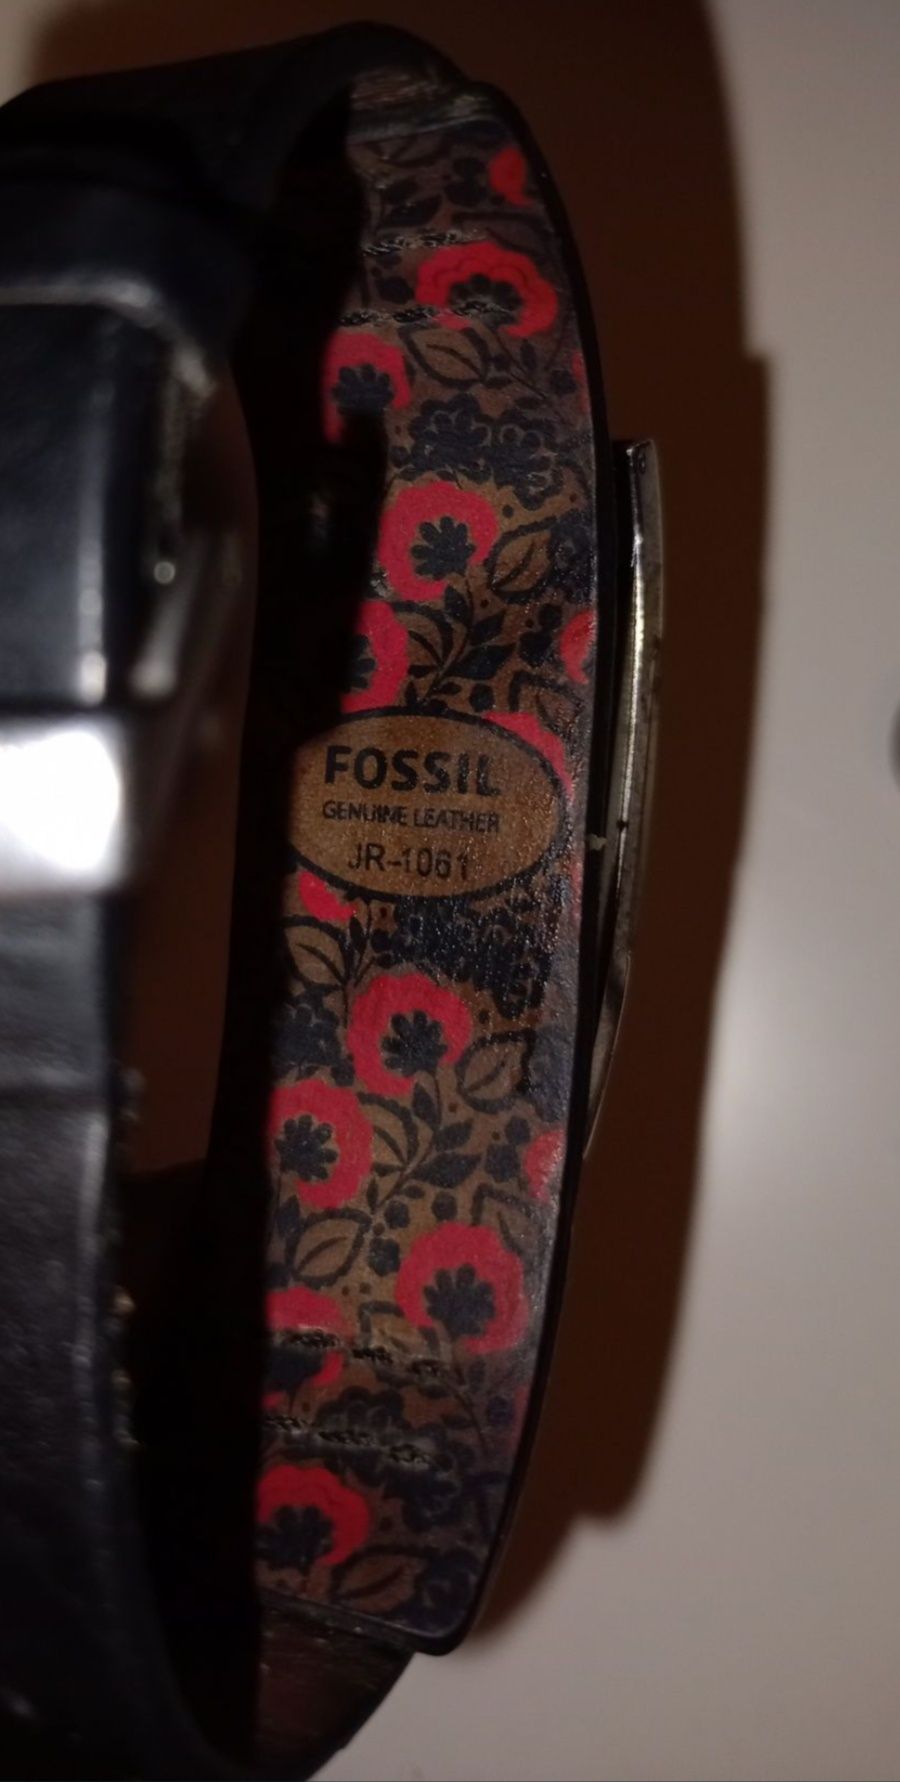 FOSSIL
GENUINE LEATHER
JR-1061